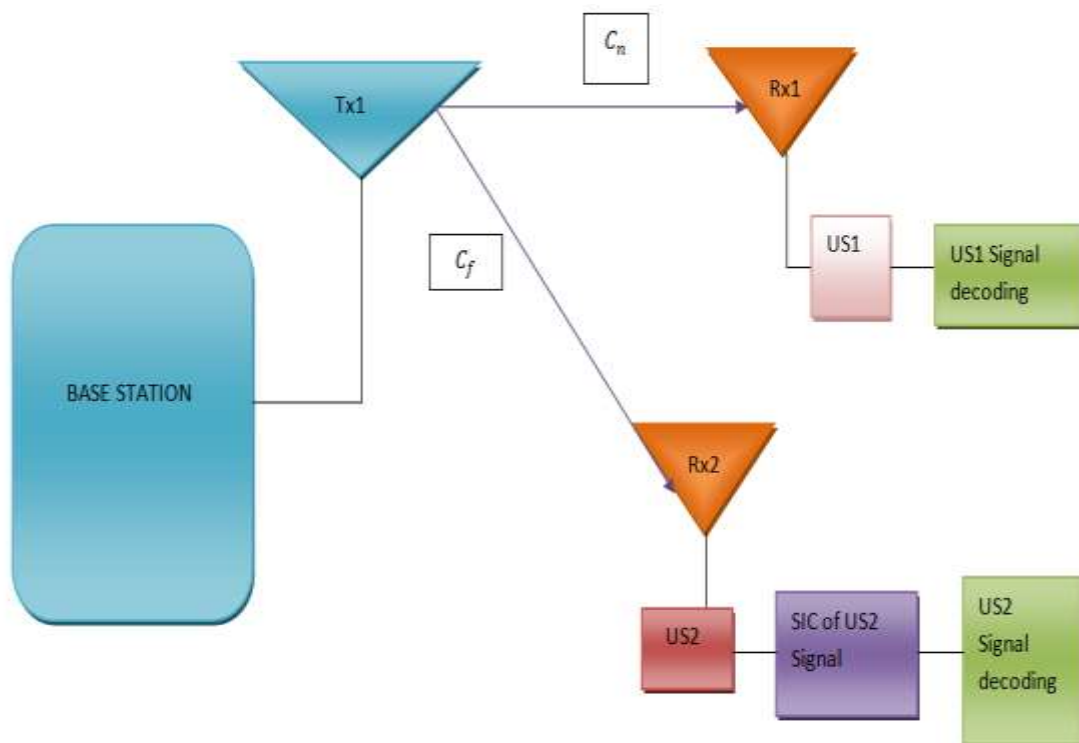 C_n
Tx1
Rx1
US1
US1 Signal
decoding
C_f
BASE STATION
Rx2
US2
SIC of US2
Signal
US2
Signal
decoding